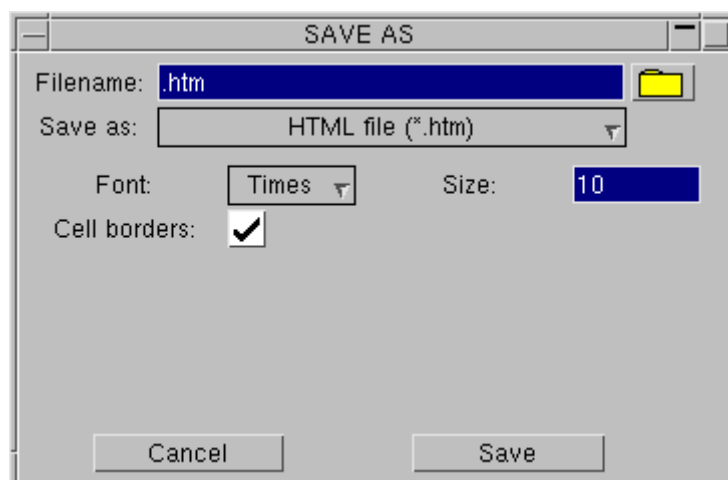 SAVE AS
Filename: .htm
Save as: HTML file (*.htm)
Font: Times Size: 10
Cell borders:
Cancel Save